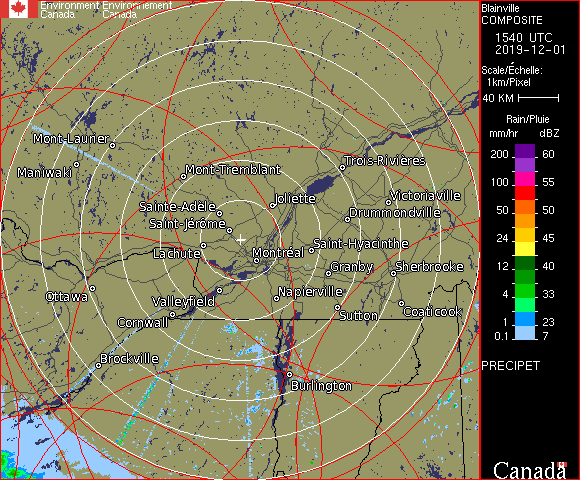 Environment Environnement
Canada Canada
Blainville
COMPOSITE
1540 UTC
2019-12-01
Scale/Échelle:
1km/Pixel
40 KM
Rain/Pluie
mm/hr dBZ
200 60
100 55
50 50
24 45
12 40
4 33
1 23
0.1 7
PRECIPET
Canada
Mont-Laurier
Maniwaki
Mont-Tremblant
Trois-Rivières
Joliette
Victoriaville
Sainte-Adèle
Drummondville
Saint-Jérôme
Saint-Hyacinthe
Lachute
Montréal
Granby
Sherbrooke
Ottawa
Napierville
Valleyfield
Coaticook
Sutton
Cornwall
Brockville
Burlington